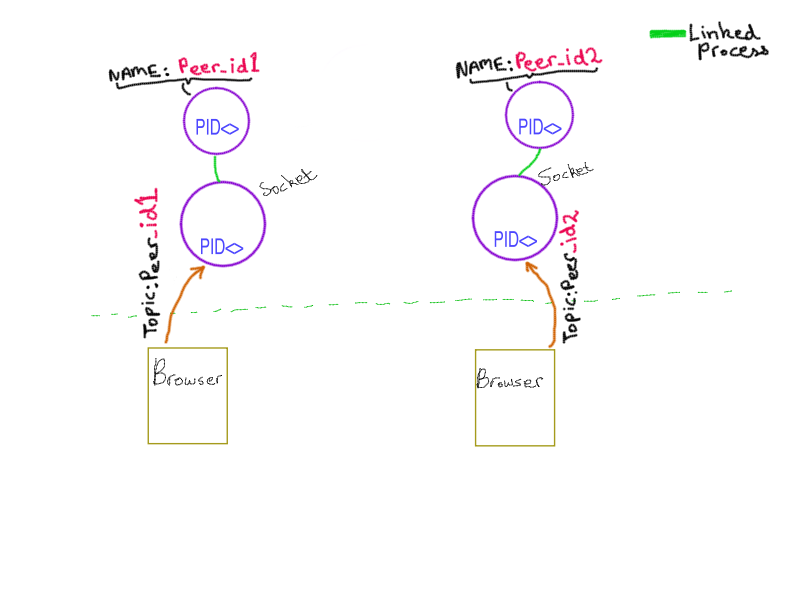 Linked
Process
NAME: Peer_id1
NAME: Peer_id2
PID<>
PID<>
Socket
Socket
Topic:Peer_id1
PID<>
Topic:Peer_id2
PID<>
Browser
Browser